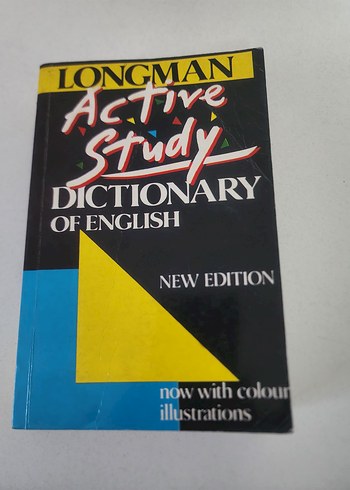 LONGMAN
Active
Study
DICTIONARY
OF ENGLISH
NEW EDITION
now with colour
illustrations